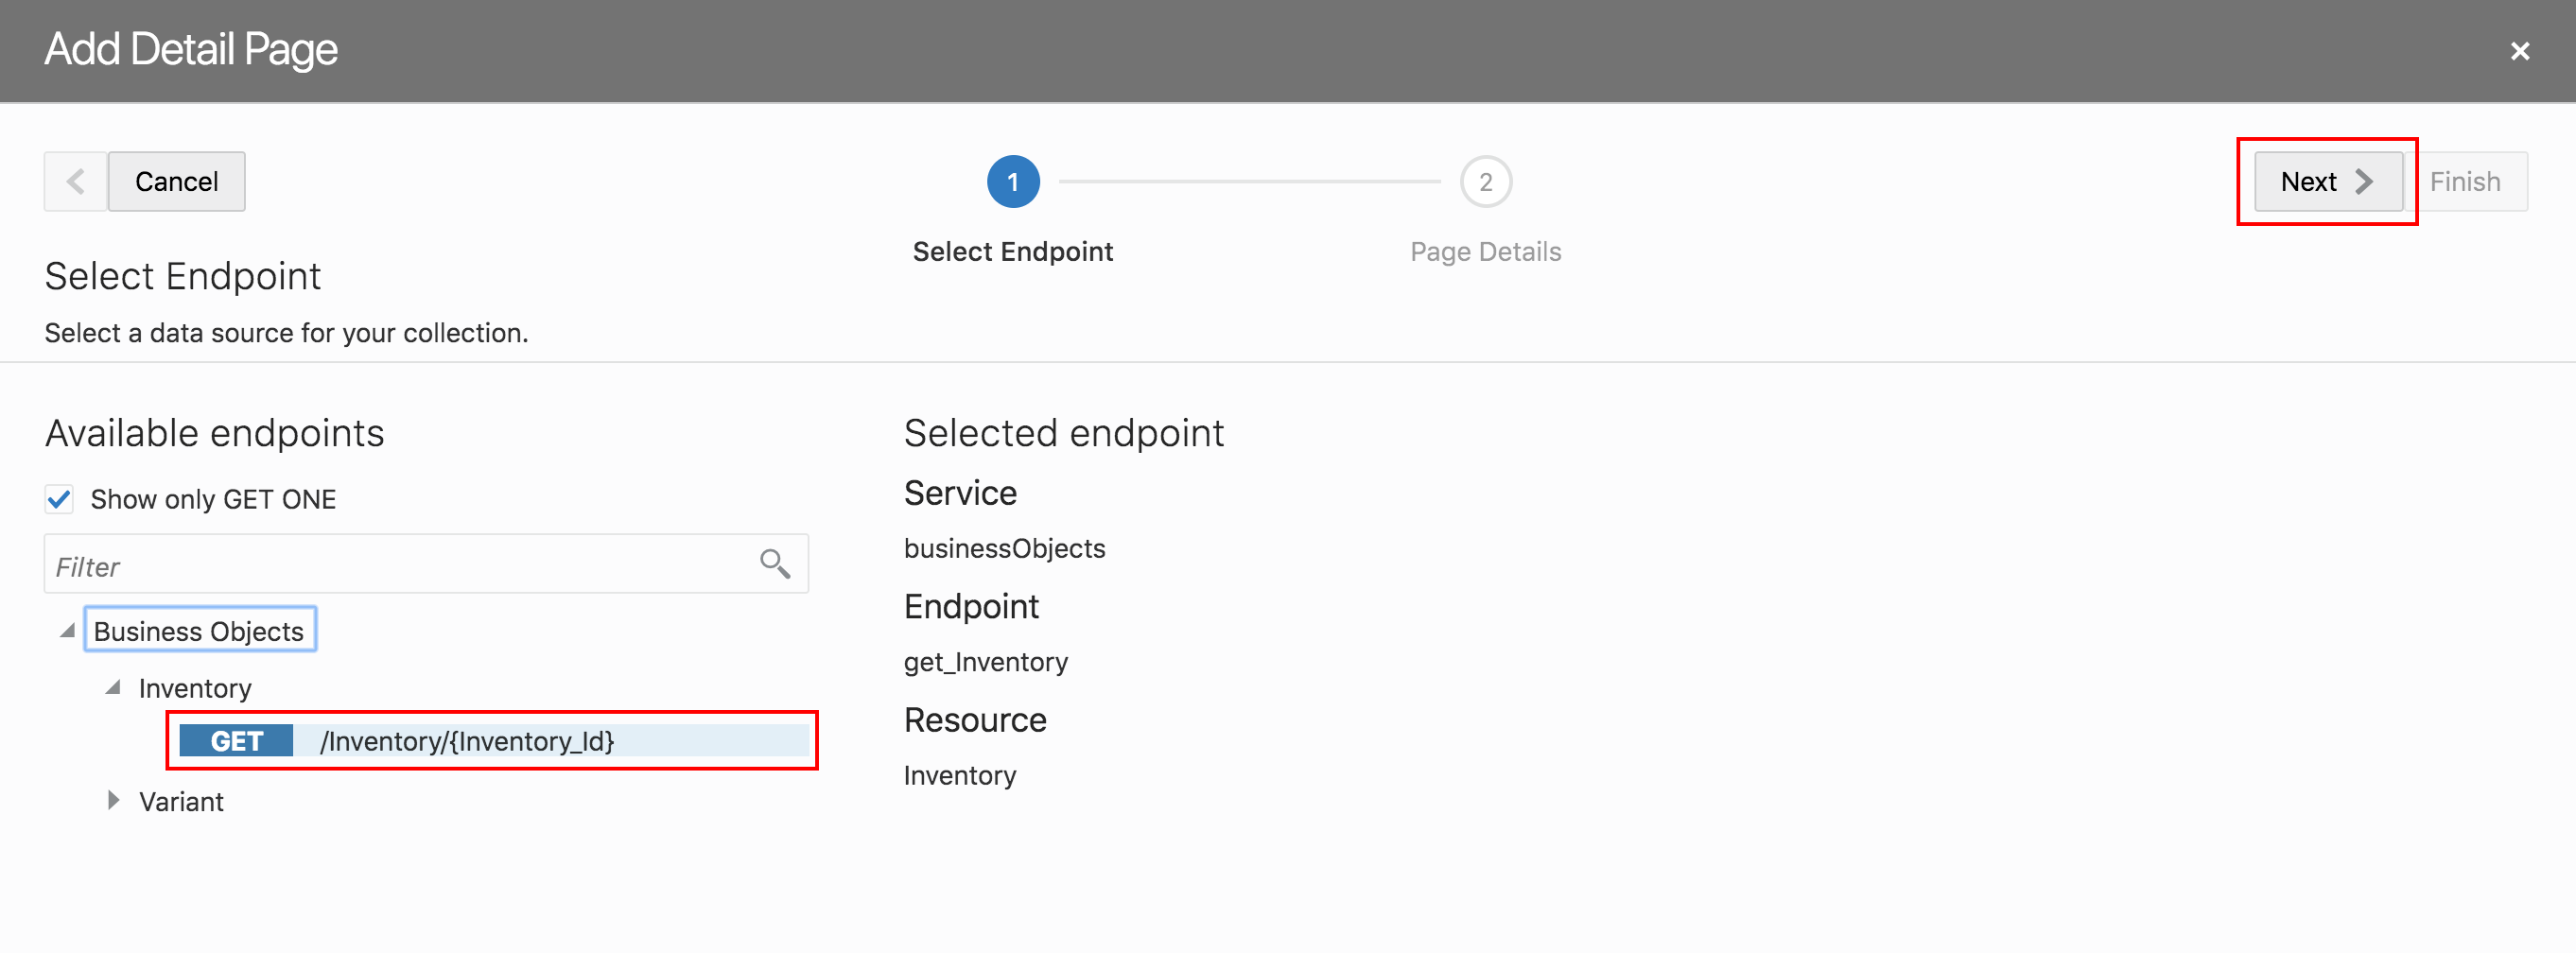 Add Detail Page
Cancel
1
2
Next
Finish
Select Endpoint
Page Details
Select Endpoint
Select a data source for your collection.
Available endpoints
Show only GET ONE
Filter
Business Objects
Inventory
GET /Inventory/{Inventory_Id}
Variant
Selected endpoint
Service
businessObjects
Endpoint
get_Inventory
Resource
Inventory